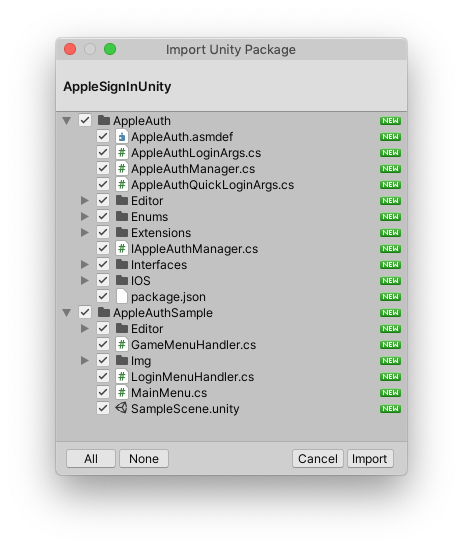 Import Unity Package
AppleSignInUnity
AppleAuth NEW
AppleAuth.asmdef NEW
AppleAuthLoginArgs.cs NEW
AppleAuthManager.cs NEW
AppleAuthQuickLoginArgs.cs NEW
Editor NEW
Enums NEW
Extensions NEW
IAppleAuthManager.cs NEW
Interfaces NEW
IOS NEW
package.json NEW
AppleAuthSample NEW
Editor NEW
GameMenuHandler.cs NEW
Img NEW
LoginMenuHandler.cs NEW
MainMenu.cs NEW
SampleScene.unity NEW
All None Cancel Import